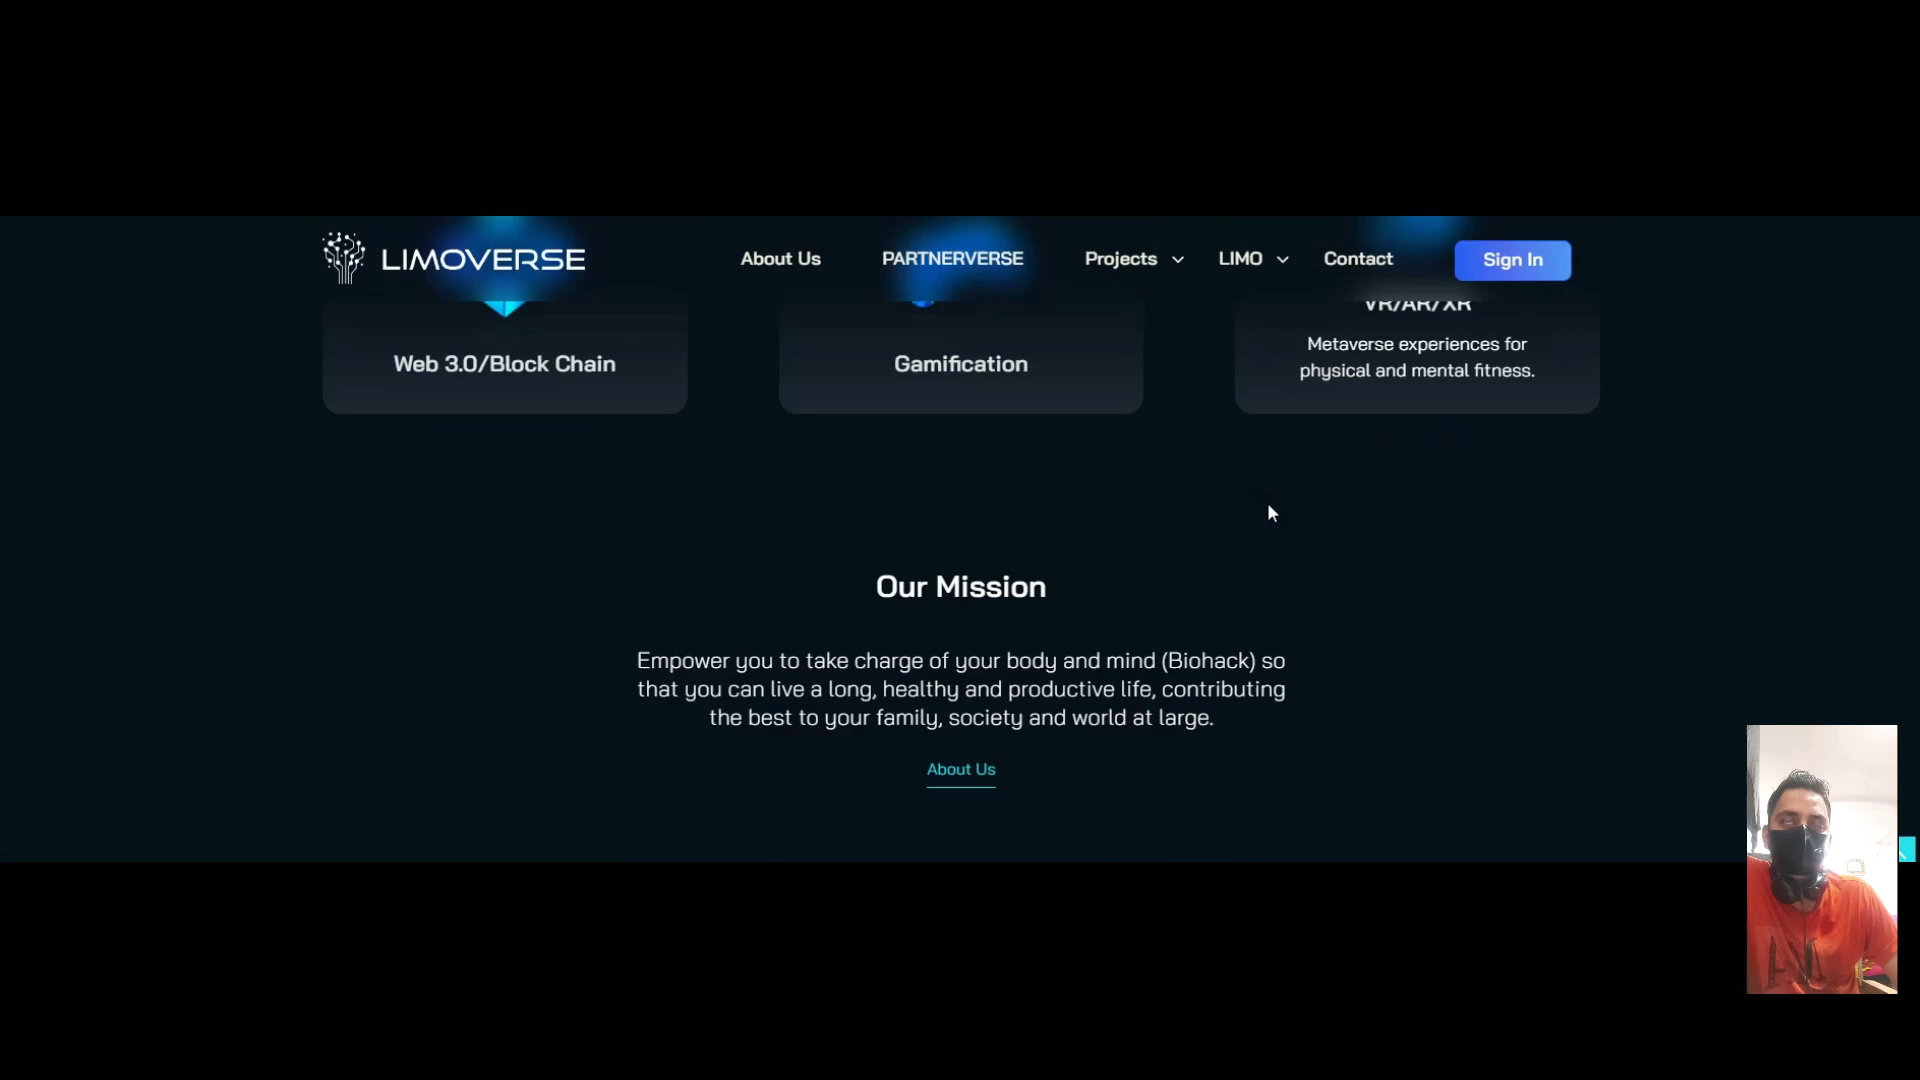 LIMOVERSE
About Us
PARTNERVERSE
Projects
LIMO
Contact
Sign In
Web 3.0/Block Chain
Gamification
VR/AR/XR
Metaverse experiences for
physical and mental fitness.
Our Mission
Empower you to take charge of your body and mind (Biohack) so
that you can live a long, healthy and productive life, contributing
the best to your family, society and world at large.
About Us